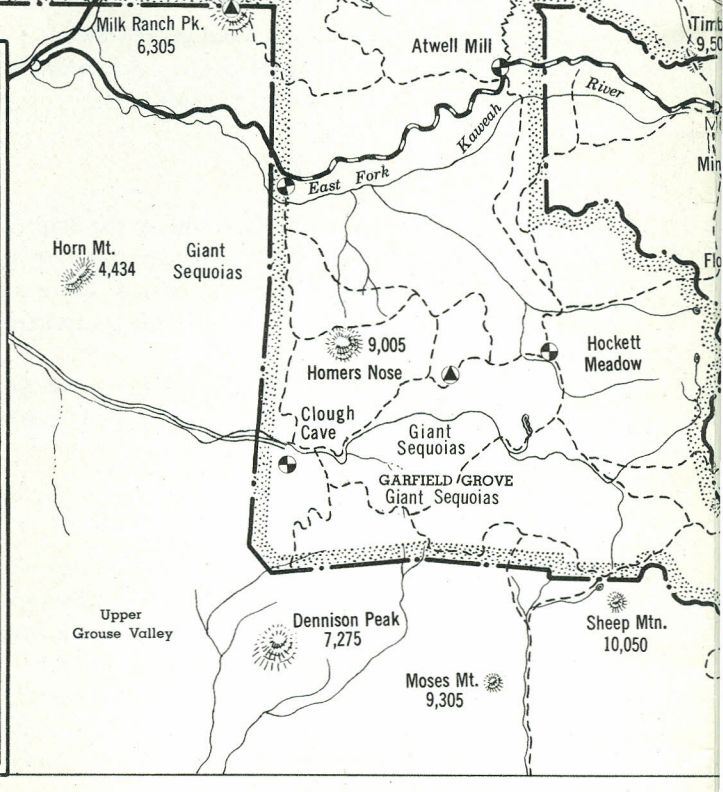 Milk Ranch Pk.
6,305
Atwell Mill
River
Kaweah
East Fork
Horn Mt.
4,434
Giant
Sequoias
9,005
Homers Nose
Hockett
Meadow
Clough
Cave
Giant
Sequoias
GARFIELD GROVE
Giant Sequoias
Upper
Grouse Valley
Dennison Peak
7,275
Sheep Mtn.
10,050
Moses Mt.
9,305